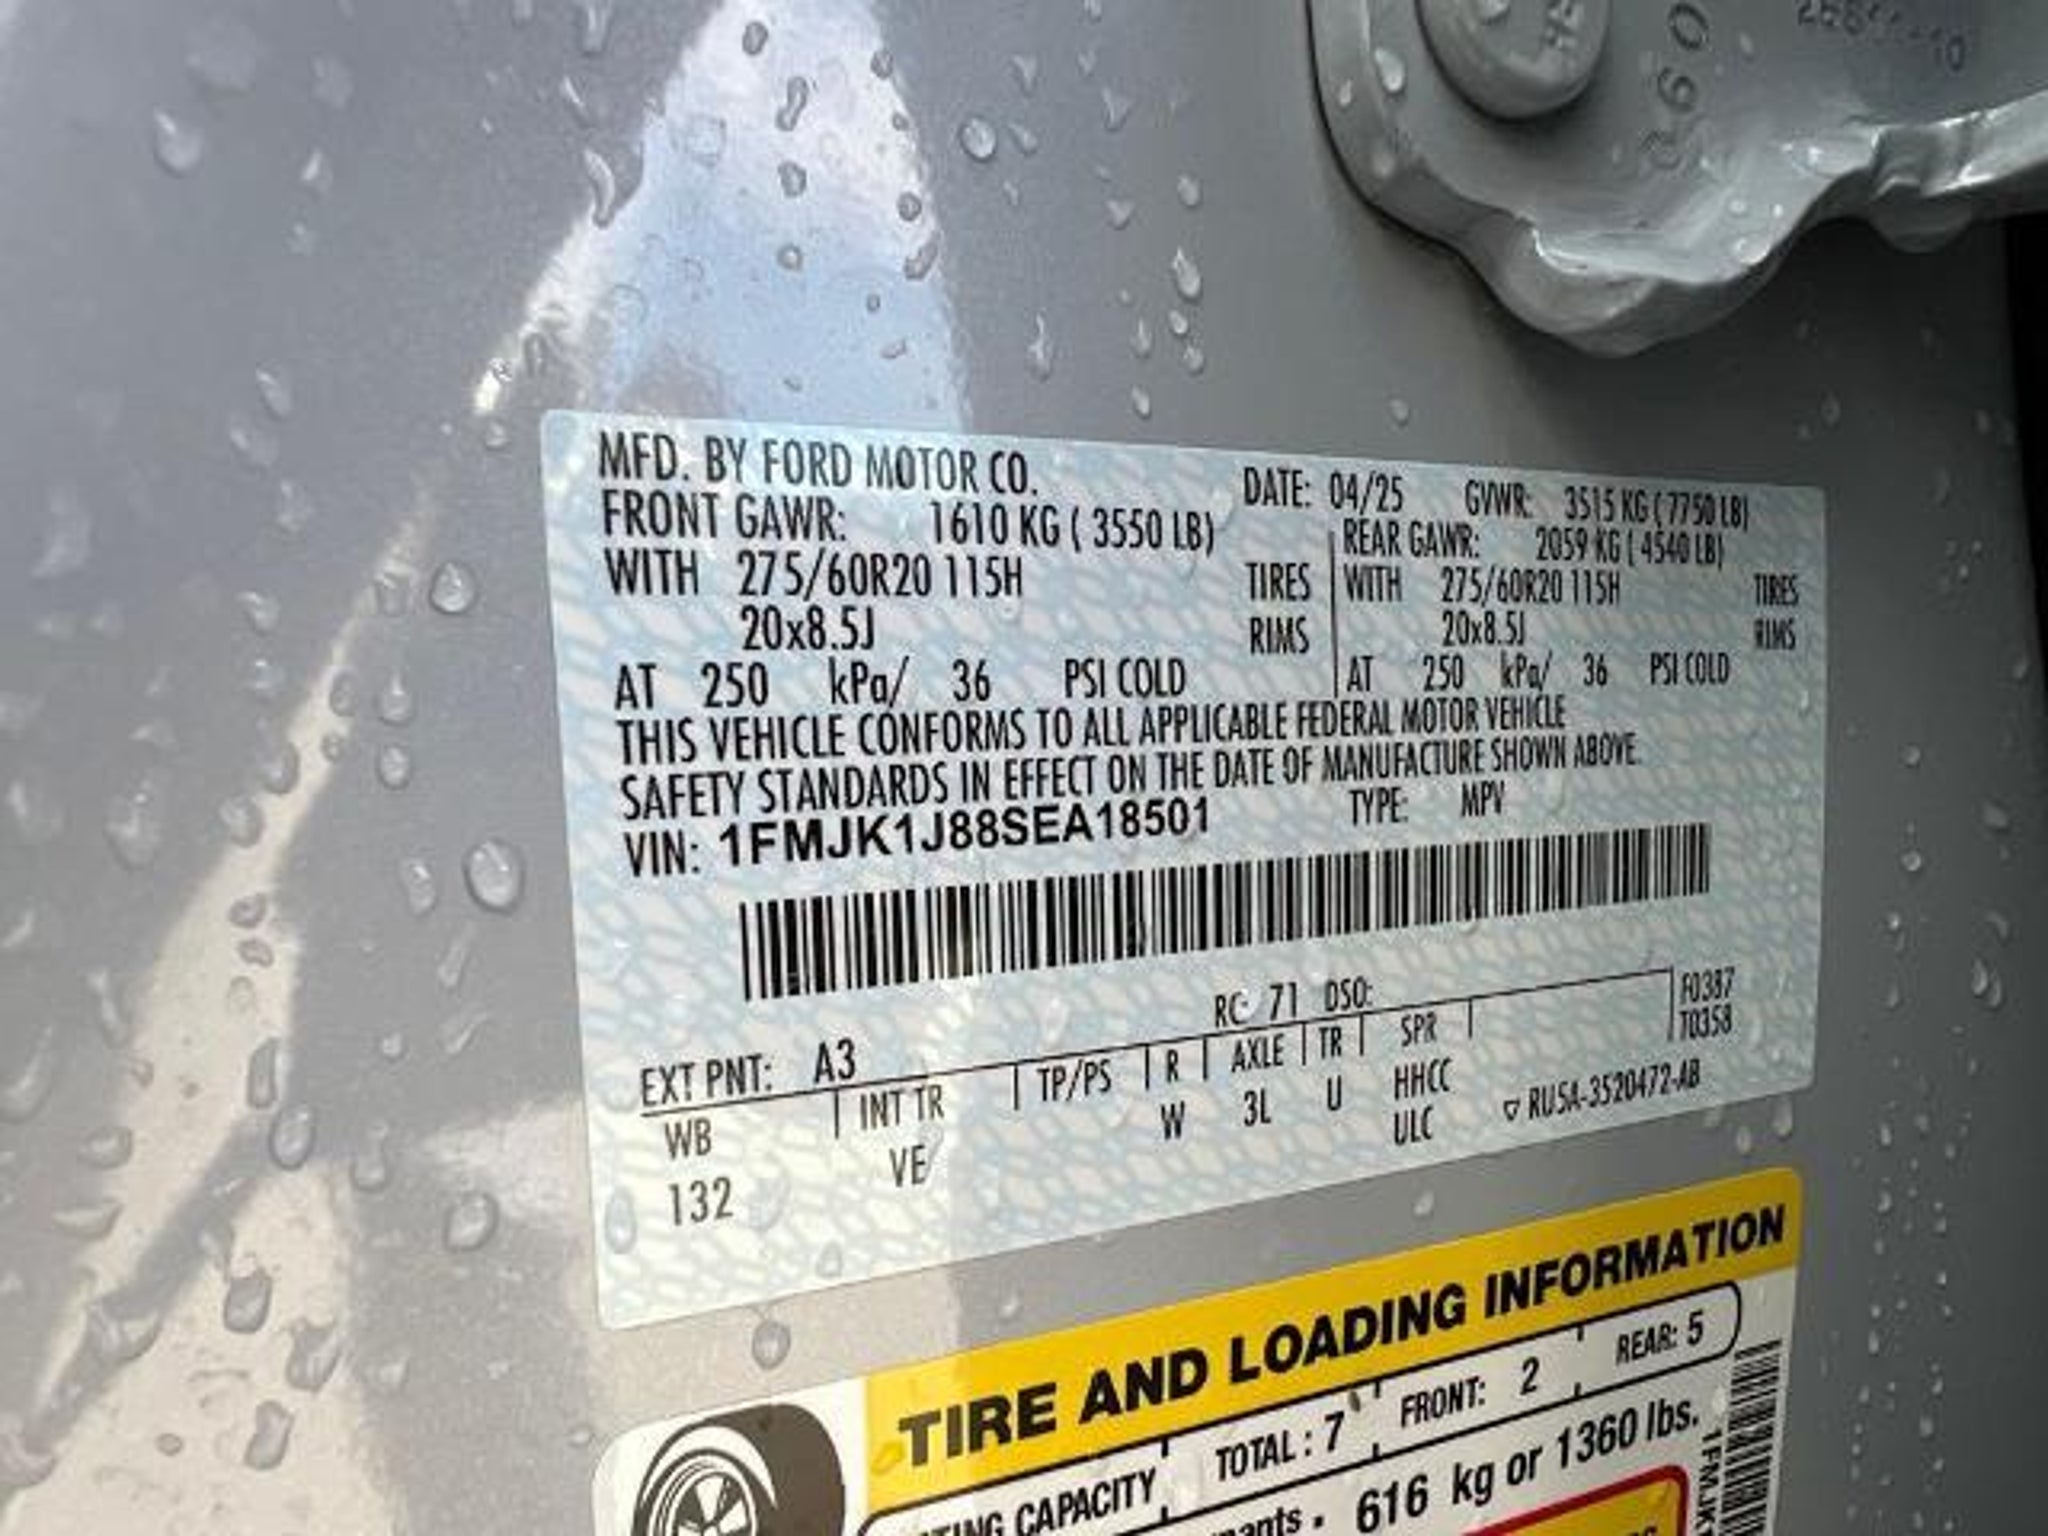 MFD. BY FORD MOTOR CO.
DATE: 04/25 GVWR: 3515 KG ( 7750 LB)
FRONT GAWR: 1610 KG ( 3550 LB)
REAR GAWR: 2059 KG ( 4540 LB)
WITH 275/60R20 115H TIRES
WITH 275/60R20 115H TIRES
20x8.5J RIMS
20x8.5J RIMS
AT 250 kPa/ 36 PSI COLD
AT 250 kPa/ 36 PSI COLD
THIS VEHICLE CONFORMS TO ALL APPLICABLE FEDERAL MOTOR VEHICLE
SAFETY STANDARDS IN EFFECT ON THE DATE OF MANUFACTURE SHOWN ABOVE.
VIN: 1FMJK1J88SEA18501 TYPE: MPV
RC: 71 DSO:
F0387
T0358
EXT PNT: A3
WB INT TR TP/PS R AXLE TR SPR
132 VE W 3L U HHCC
ULC
RU5A-3520472-AB
TIRE AND LOADING INFORMATION
CAPACITY TOTAL : 7 FRONT: 2 REAR: 5
616 kg or 1360 lbs.